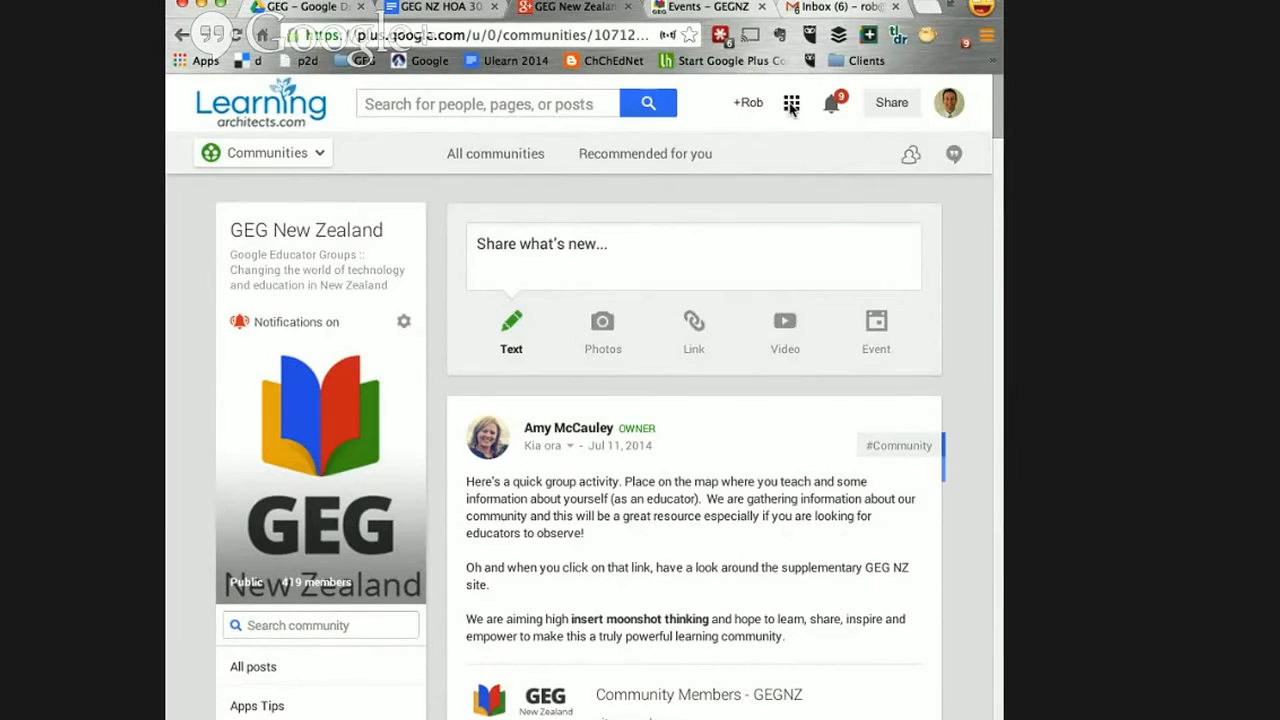 GEG - Google D
GEG NZ HOA 30
GEG New Zealan
Events - GEGNZ
Inbox (6) - rob@
Google+
https://plus.google.com/u/0/communities/10712...
6
9
Apps
d
p2d
GEG
Google
Ulearn 2014
ChChEdNet
Start Google Plus Co
Clients
Learning
architects.com
Search for people, pages, or posts
+Rob
9
Share
Communities
All communities
Recommended for you
GEG New Zealand
Google Educator Groups ::
Changing the world of technology
and education in New Zealand
Notifications on
GEG
New Zealand
Public
419 members
Search community
All posts
Apps Tips
Share what's new...
Text
Photos
Link
Video
Event
Amy McCauley OWNER
Kia ora - Jul 11, 2014
#Community
Here's a quick group activity. Place on the map where you teach and some
information about yourself (as an educator). We are gathering information about our
community and this will be a great resource especially if you are looking for
educators to observe!
Oh and when you click on that link, have a look around the supplementary GEG NZ
site.
We are aiming high insert moonshot thinking and hope to learn, share, inspire and
empower to make this a truly powerful learning community.
GEG
New Zealand
Community Members - GEGNZ